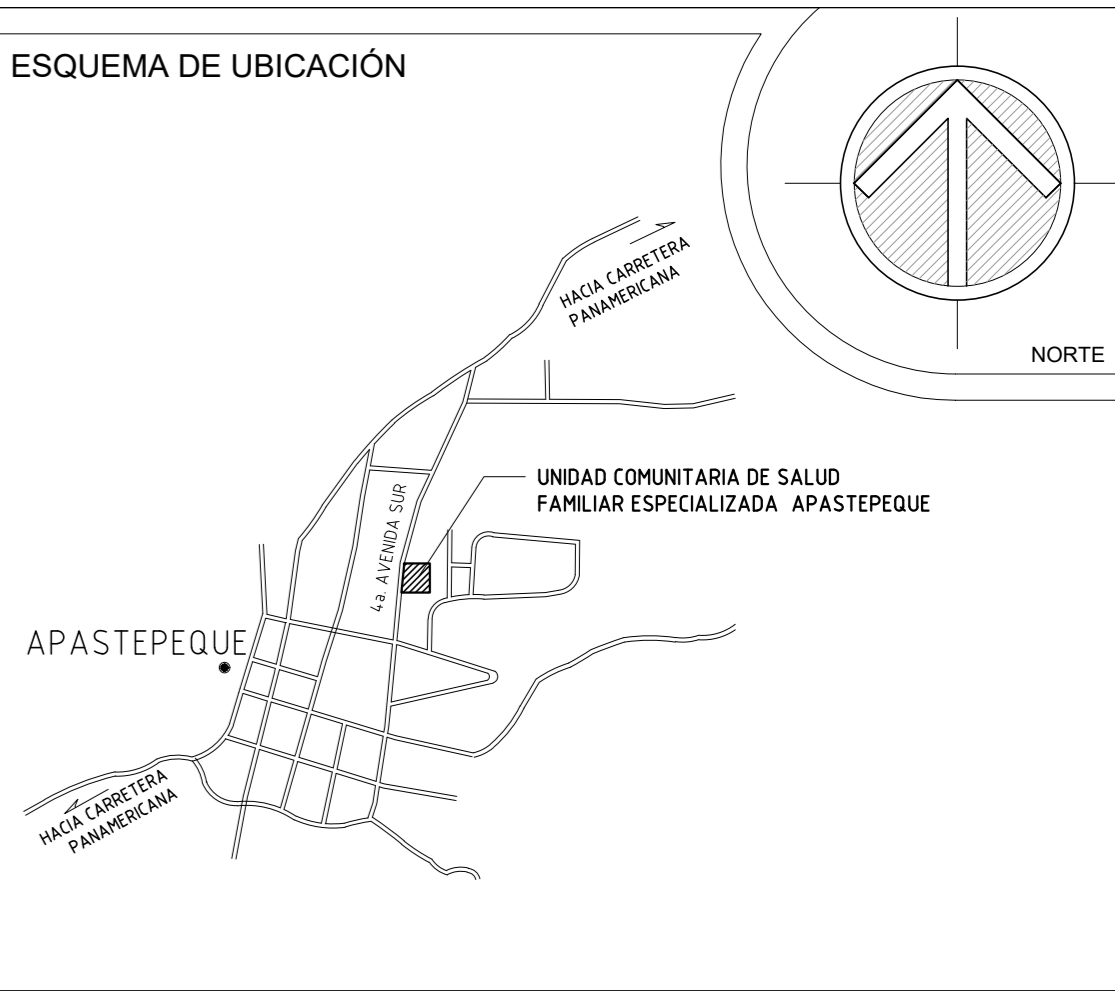 ESQUEMA DE UBICACIÓN
HACIA CARRETERA
PANAMERICANA
NORTE
UNIDAD COMUNITARIA DE SALUD
FAMILIAR ESPECIALIZADA APASTEPEQUE
4a. AVENIDA SUR
APASTEPEQUE
HACIA CARRETERA
PANAMERICANA